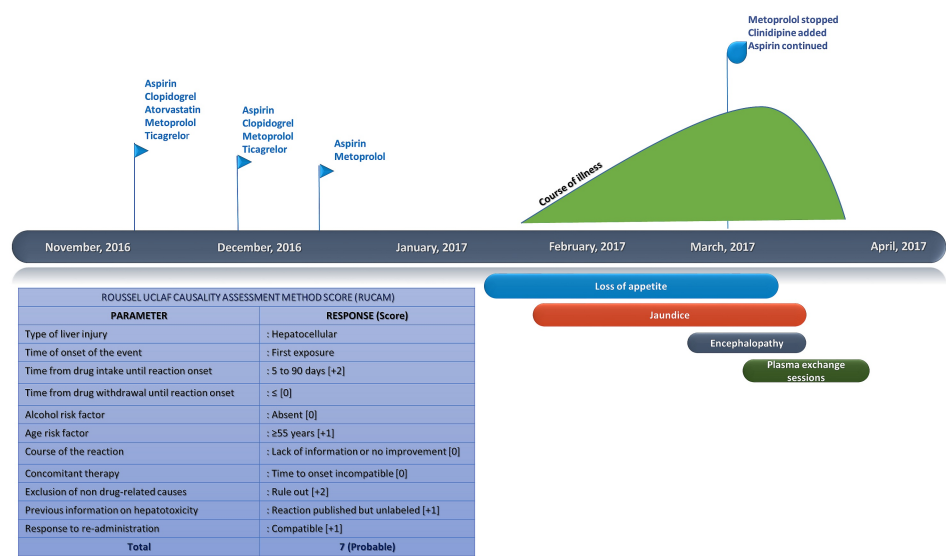 Metoprolol stopped
Clinidipine added
Aspirin continued
Aspirin
Clopidogrel
Atorvastatin
Metoprolol
Ticagrelor
Aspirin
Clopidogrel
Metoprolol
Ticagrelor
Aspirin
Metoprolol
Course of illness
November, 2016
December, 2016
January, 2017
February, 2017
March, 2017
April, 2017
Loss of appetite
Jaundice
Encephalopathy
Plasma exchange
sessions
ROUSSEL UCLAF CAUSALITY ASSESSMENT METHOD SCORE (RUCAM)
PARAMETER RESPONSE (Score)
Type of liver injury : Hepatocellular
Time of onset of the event : First exposure
Time from drug intake until reaction onset : 5 to 90 days [+2]
Time from drug withdrawal until reaction onset : ≤ [0]
Alcohol risk factor : Absent [0]
Age risk factor : ≥55 years [+1]
Course of the reaction : Lack of information or no improvement [0]
Concomitant therapy : Time to onset incompatible [0]
Exclusion of non drug-related causes : Rule out [+2]
Previous information on hepatotoxicity : Reaction published but unlabeled [+1]
Response to re-administration : Compatible [+1]
Total 7 (Probable)